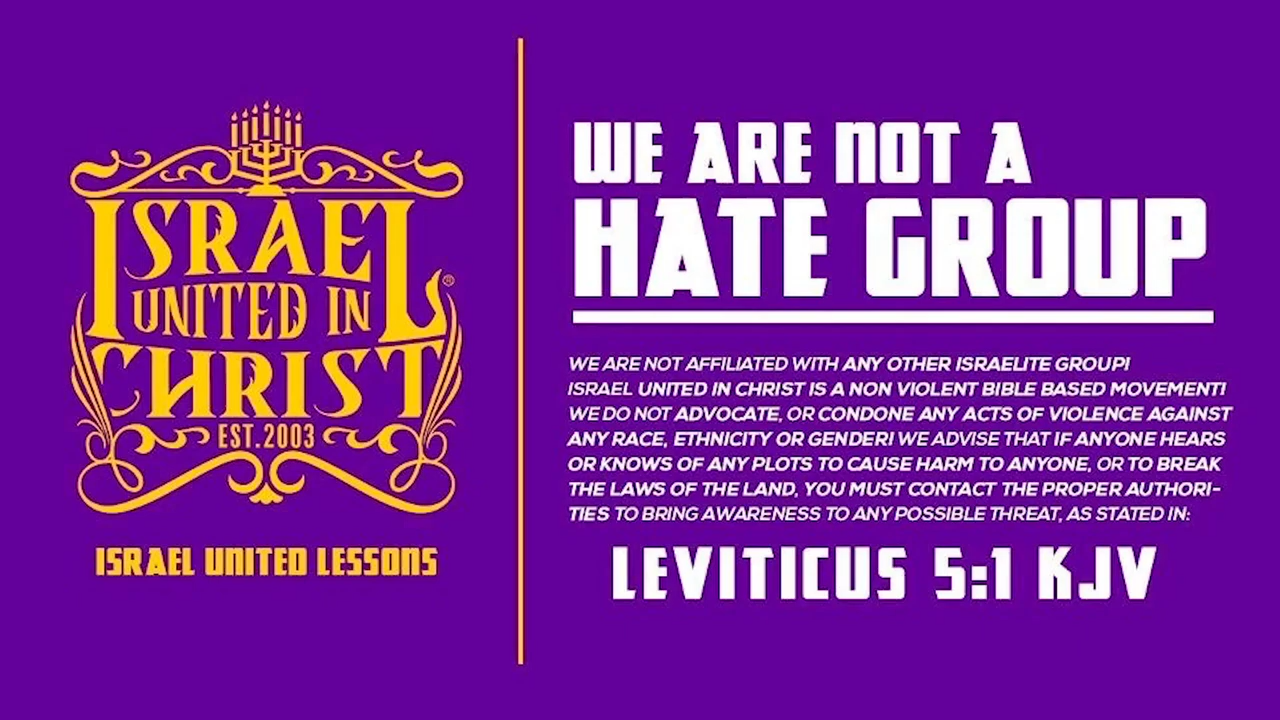 ISRAEL
UNITED IN
CHRIST
®
EST. 2003
ISRAEL UNITED LESSONS
WE ARE NOT A
HATE GROUP
WE ARE NOT AFFILIATED WITH ANY OTHER ISRAELITE GROUP!
ISRAEL UNITED IN CHRIST IS A NON VIOLENT BIBLE BASED MOVEMENT!
WE DO NOT ADVOCATE, OR CONDONE ANY ACTS OF VIOLENCE AGAINST
ANY RACE, ETHNICITY OR GENDER! WE ADVISE THAT IF ANYONE HEARS
OR KNOWS OF ANY PLOTS TO CAUSE HARM TO ANYONE, OR TO BREAK
THE LAWS OF THE LAND, YOU MUST CONTACT THE PROPER AUTHORI-
TIES TO BRING AWARENESS TO ANY POSSIBLE THREAT, AS STATED IN:
LEVITICUS 5:1 KJV